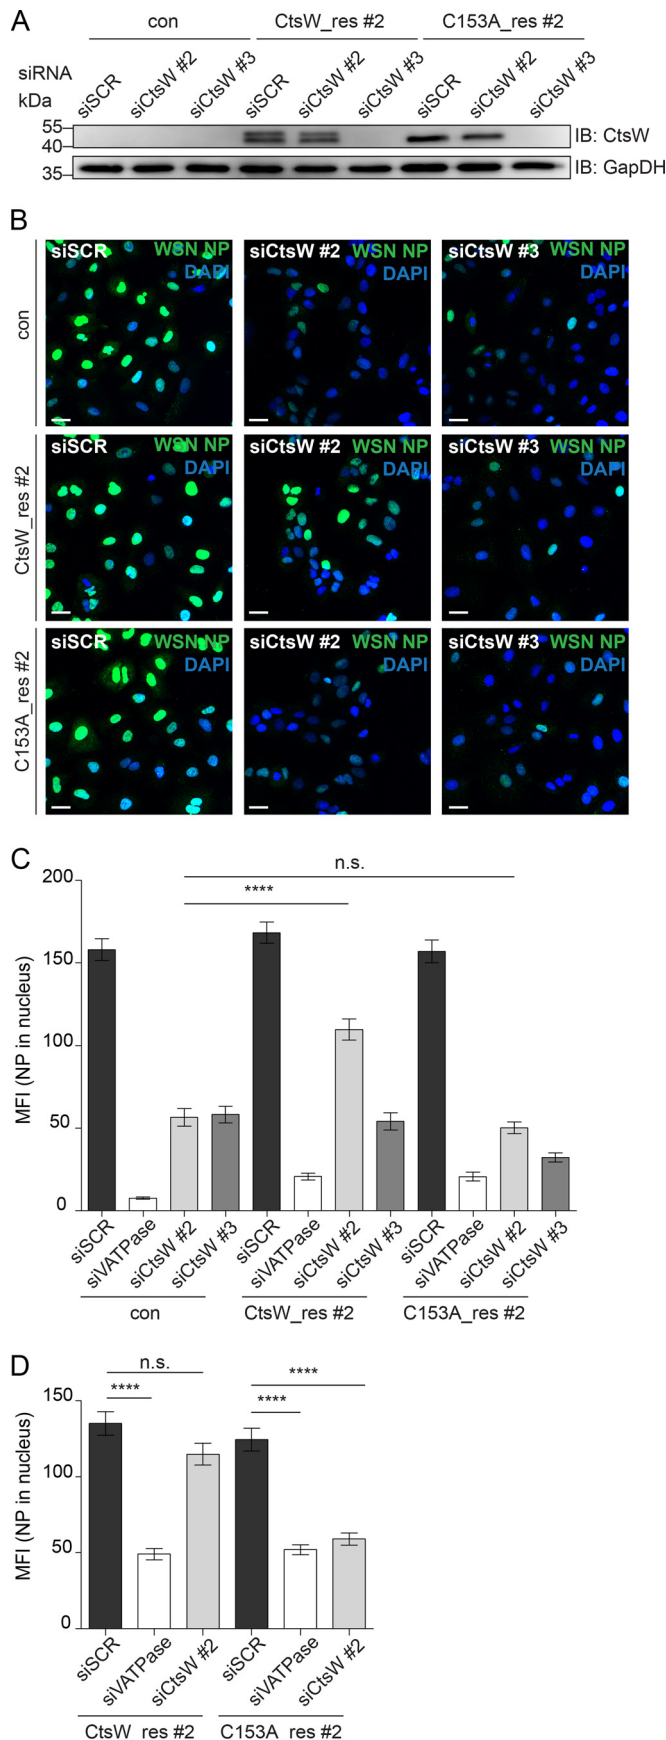 A
con
CtsW_res #2
C153A_res #2
siRNA
siSCR
siCtsW #2
siCtsW #3
siSCR
siCtsW #2
siCtsW #3
siSCR
siCtsW #2
siCtsW #3
kDa
55
40
IB: CtsW
35
IB: GapDH
B
con
siSCR
WSN NP
DAPI
siCtsW #2
WSN NP
DAPI
siCtsW #3
WSN NP
DAPI
CtsW_res #2
siSCR
WSN NP
DAPI
siCtsW #2
WSN NP
DAPI
siCtsW #3
WSN NP
DAPI
C153A_res #2
siSCR
WSN NP
DAPI
siCtsW #2
WSN NP
DAPI
siCtsW #3
WSN NP
DAPI
C
n.s.
****
MFI (NP in nucleus)
200
150
100
50
0
siSCR
siVATPase
siCtsW #2
siCtsW #3
siSCR
siVATPase
siCtsW #2
siCtsW #3
siSCR
siVATPase
siCtsW #2
siCtsW #3
con
CtsW_res #2
C153A_res #2
D
n.s.
****
****
****
MFI (NP in nucleus)
150
100
50
0
siSCR
siVATPase
siCtsW #2
siSCR
siVATPase
siCtsW #2
CtsW res #2
C153A res #2